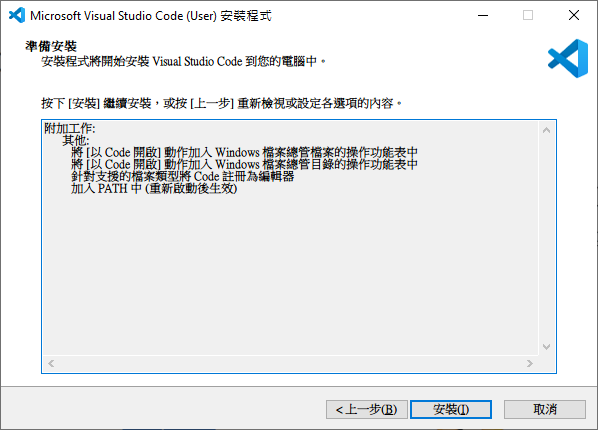 Microsoft Visual Studio Code (User) 安裝程式
準備安裝
安裝程式將開始安裝 Visual Studio Code 到您的電腦中。
按下 [安裝] 繼續安裝，或按 [上一步] 重新檢視或設定各選項的內容。
附加工作:
其他:
將 [以 Code 開啟] 動作加入 Windows 檔案總管檔案的操作功能表中
將 [以 Code 開啟] 動作加入 Windows 檔案總管目錄的操作功能表中
針對支援的檔案類型將 Code 註冊為編輯器
加入 PATH 中 (重新啟動後生效)
< 上一步(B)
安裝(I)
取消